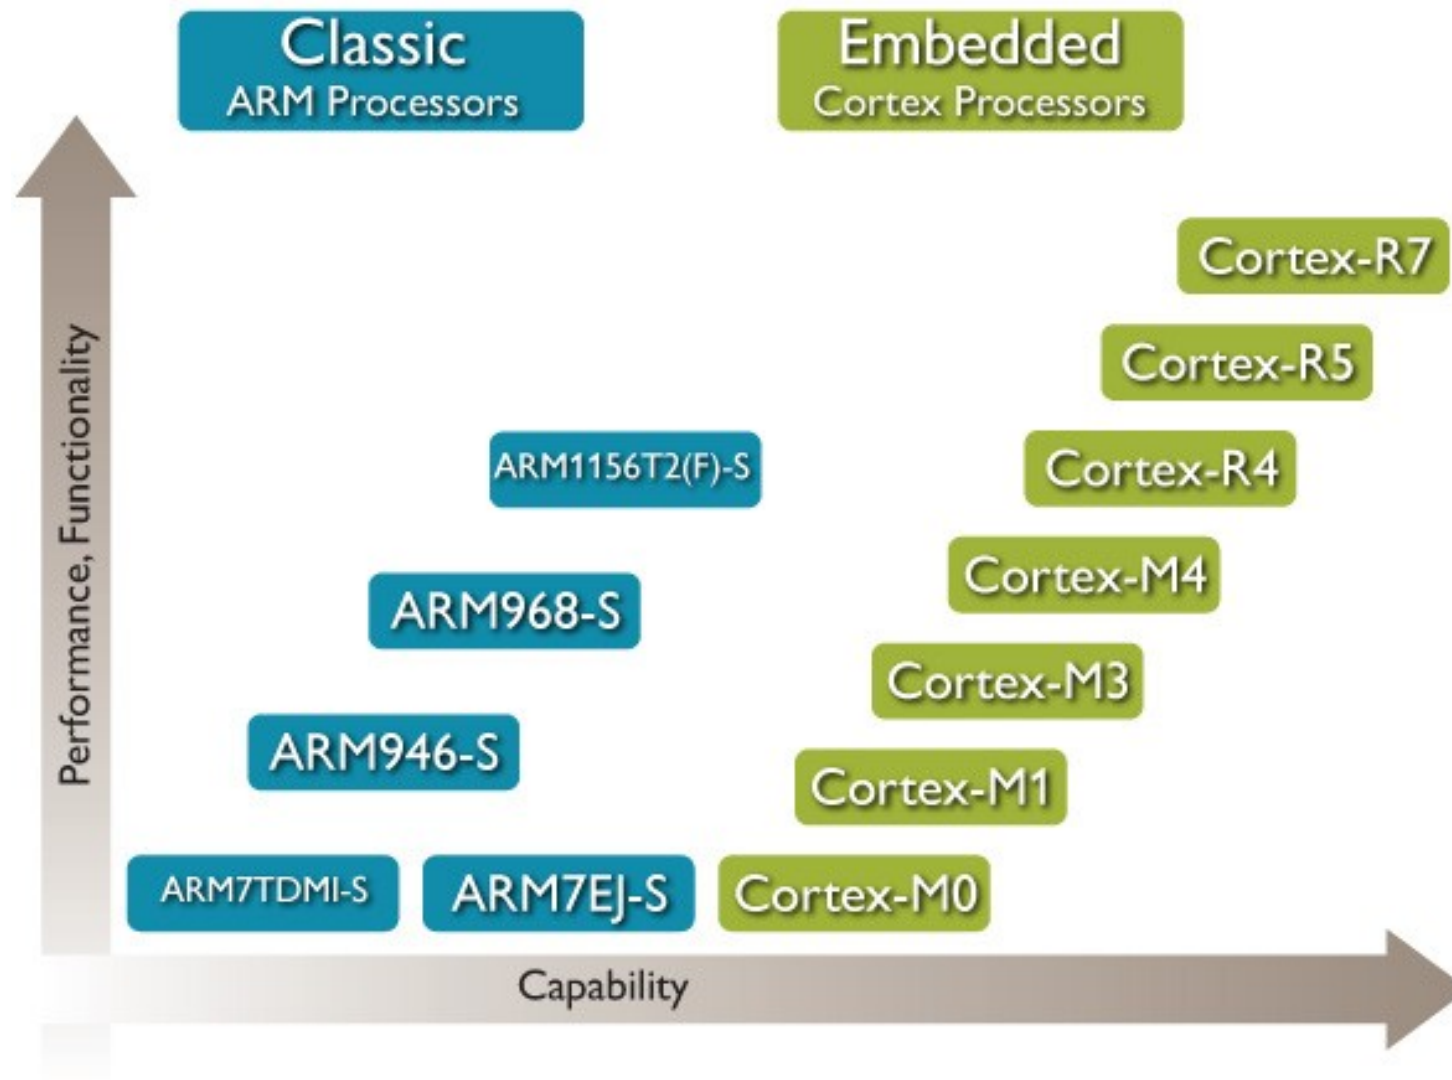 Classic
ARM Processors
Embedded
Cortex Processors
Performance, Functionality
Cortex-R7
Cortex-R5
ARM1156T2(F)-S
Cortex-R4
Cortex-M4
ARM968-S
Cortex-M3
ARM946-S
Cortex-M1
ARM7TDMI-S
ARM7EJ-S
Cortex-M0
Capability